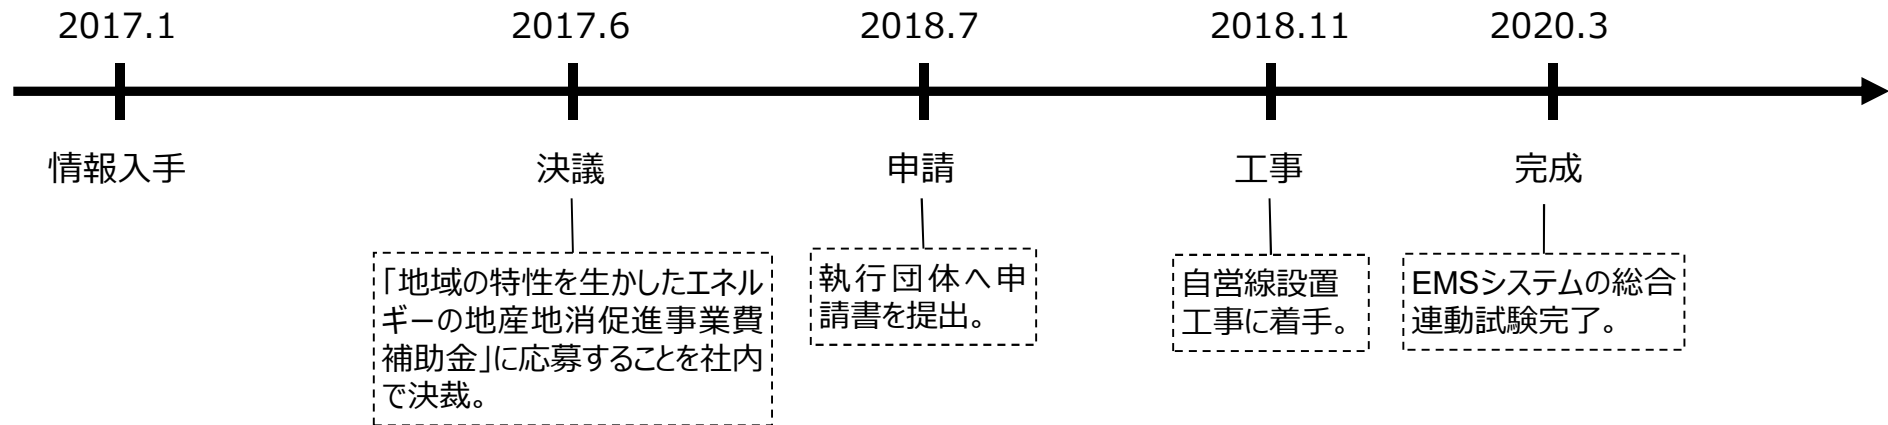 2017.1
2017.6
2018.7
2018.11
2020.3
情報入手
決議
申請
工事
完成
「地域の特性を生かしたエネル
ギーの地産地消促進事業費
補助金」に応募することを社内
で決裁。
執行団体へ申
請書を提出。
自営線設置
工事に着手。
EMSシステムの総合
連動試験完了。